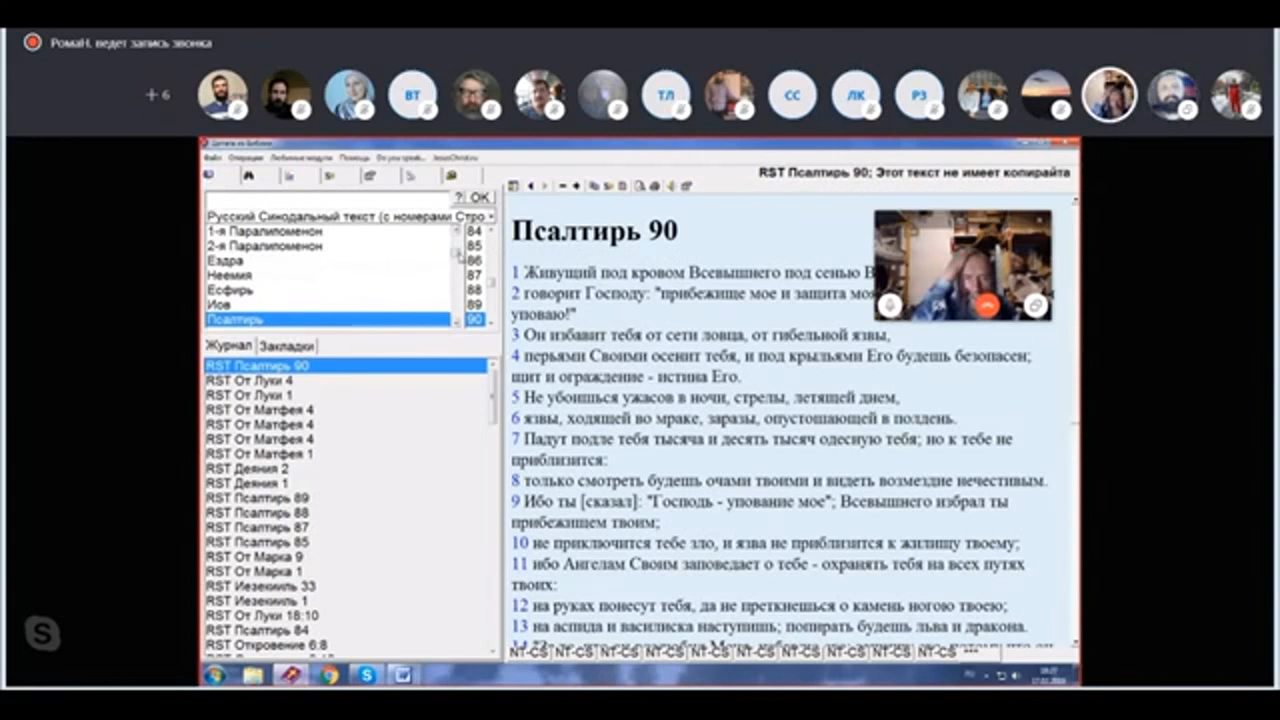 РомаН. ведет запись звонка
+6
ВТ
ТЛ
СС
ЛК
РЗ
Цитата из Библии
Файл Операции Любимые модули Помощь Do you speak... JesusChrist.ru
RST Псалтирь 90; Этот текст не имеет копирайта
? OK
Русский Синодальный текст (с номерами Стро
1-я Паралипоменон
2-я Паралипоменон
Ездра
Неемия
Есфирь
Иов
Псалтирь
84
85
86
87
88
89
90
Журнал Закладки
RST Псалтирь 90
RST От Луки 4
RST От Луки 1
RST От Матфея 4
RST От Матфея 4
RST От Матфея 4
RST От Матфея 1
RST Деяния 2
RST Деяния 1
RST Псалтирь 89
RST Псалтирь 88
RST Псалтирь 87
RST Псалтирь 85
RST От Марка 9
RST От Марка 1
RST Иезекииль 33
RST Иезекииль 1
RST От Луки 18:10
RST Псалтирь 84
RST Откровение 6:8
Псалтирь 90
1 Живущий под кровом Всевышнего под сенью В
2 говорит Господу: "прибежище мое и защита моя
уповаю!"
3 Он избавит тебя от сети ловца, от гибельной язвы,
4 перьями Своими осенит тебя, и под крыльями Его будешь безопасен;
щит и ограждение - истина Его.
5 Не убоишься ужасов в ночи, стрелы, летящей днем,
6 язвы, ходящей во мраке, заразы, опустошающей в полдень.
7 Падут подле тебя тысяча и десять тысяч одесную тебя; но к тебе не
приблизится:
8 только смотреть будешь очами твоими и видеть возмездие нечестивым.
9 Ибо ты [сказал]: "Господь - упование мое"; Всевышнего избрал ты
прибежищем твоим;
10 не приключится тебе зло, и язва не приблизится к жилищу твоему;
11 ибо Ангелам Своим заповедает о тебе - охранять тебя на всех путях
твоих:
12 на руках понесут тебя, да не преткнешься о камень ногою твоею;
13 на аспида и василиска наступишь; попирать будешь льва и дракона.
NT-CS NT-CS NT-CS NT-CS NT-CS NT-CS NT-CS NT-CS NT-CS NT-CS